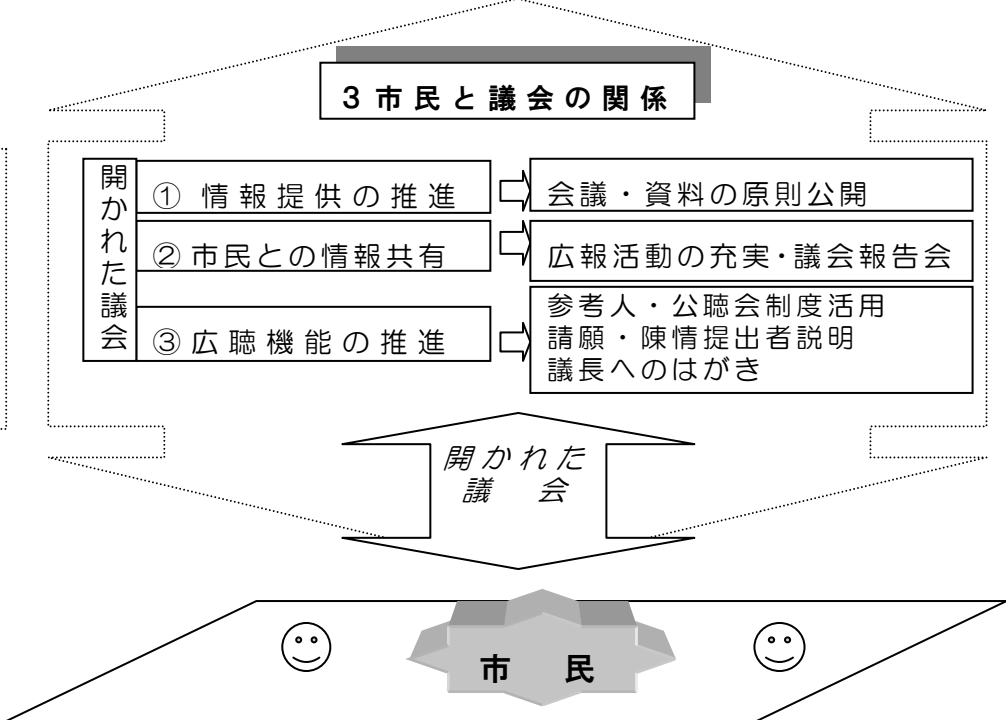 ３市民と議会の関係
開かれた議会
① 情報提供の推進
会議・資料の原則公開
② 市民との情報共有
広報活動の充実・議会報告会
③ 広聴機能の推進
参考人・公聴会制度活用
請願・陳情提出者説明
議長へのはがき
開かれた
議　会
市　民